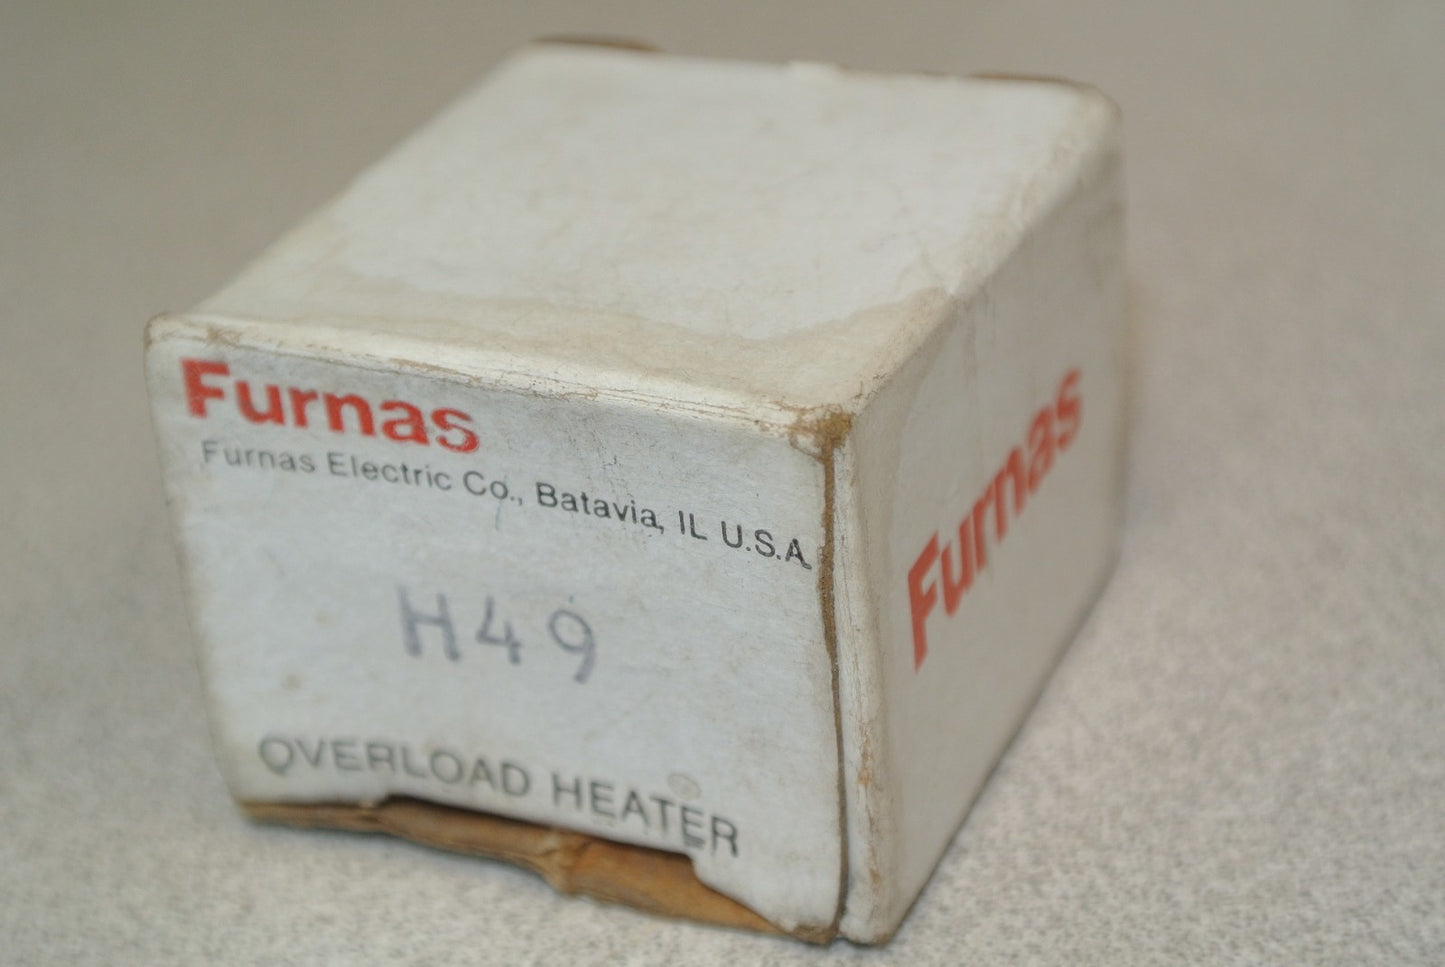 Furnas
Furnas Electric Co., Batavia, IL U.S.A.
H49
OVERLOAD HEATER
Furnas